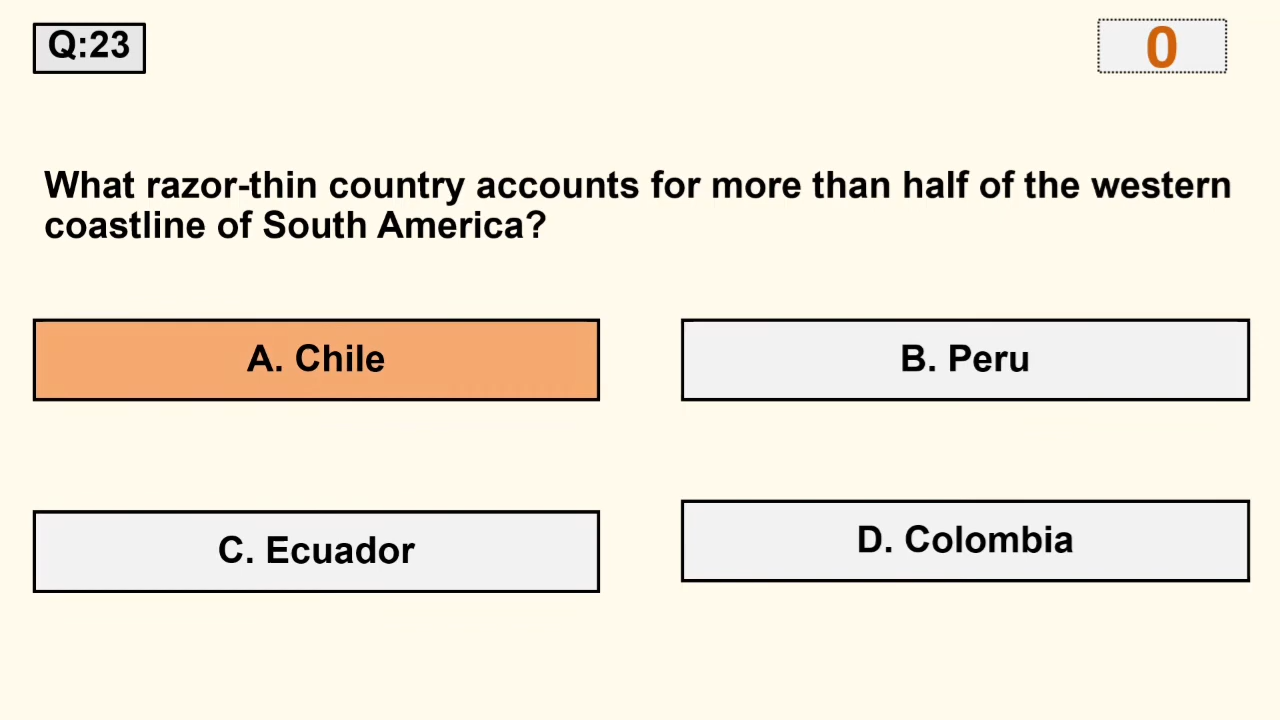 Q:23
0
What razor-thin country accounts for more than half of the western
coastline of South America?
A. Chile
B. Peru
C. Ecuador
D. Colombia